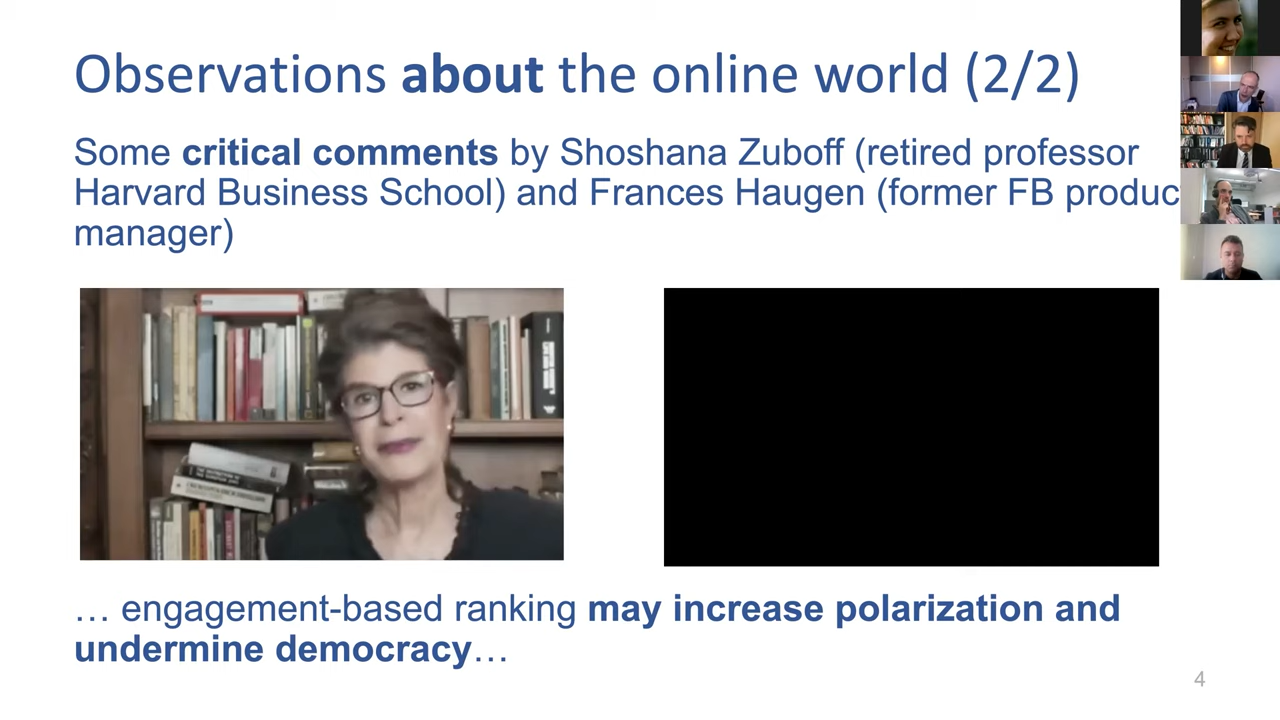 Observations about the online world (2/2)
Some critical comments by Shoshana Zuboff (retired professor
Harvard Business School) and Frances Haugen (former FB produc
manager)
… engagement-based ranking may increase polarization and
undermine democracy…
4